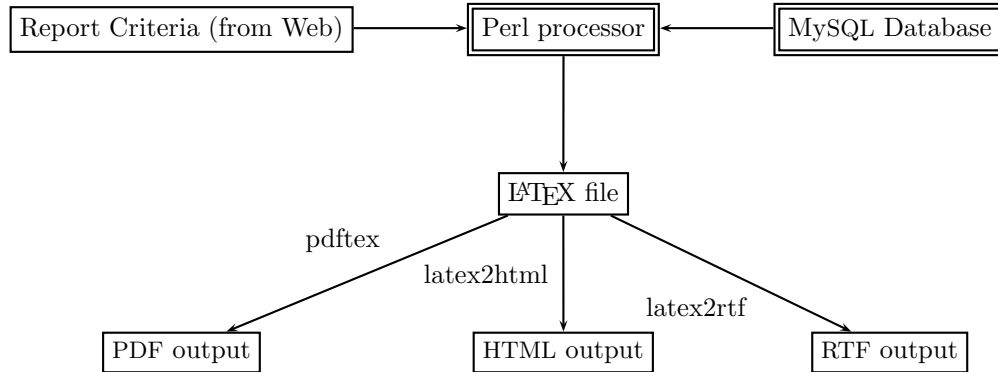 Report Criteria (from Web)
Perl processor
MySQL Database
LATEX file
pdftex
latex2html
latex2rtf
PDF output
HTML output
RTF output